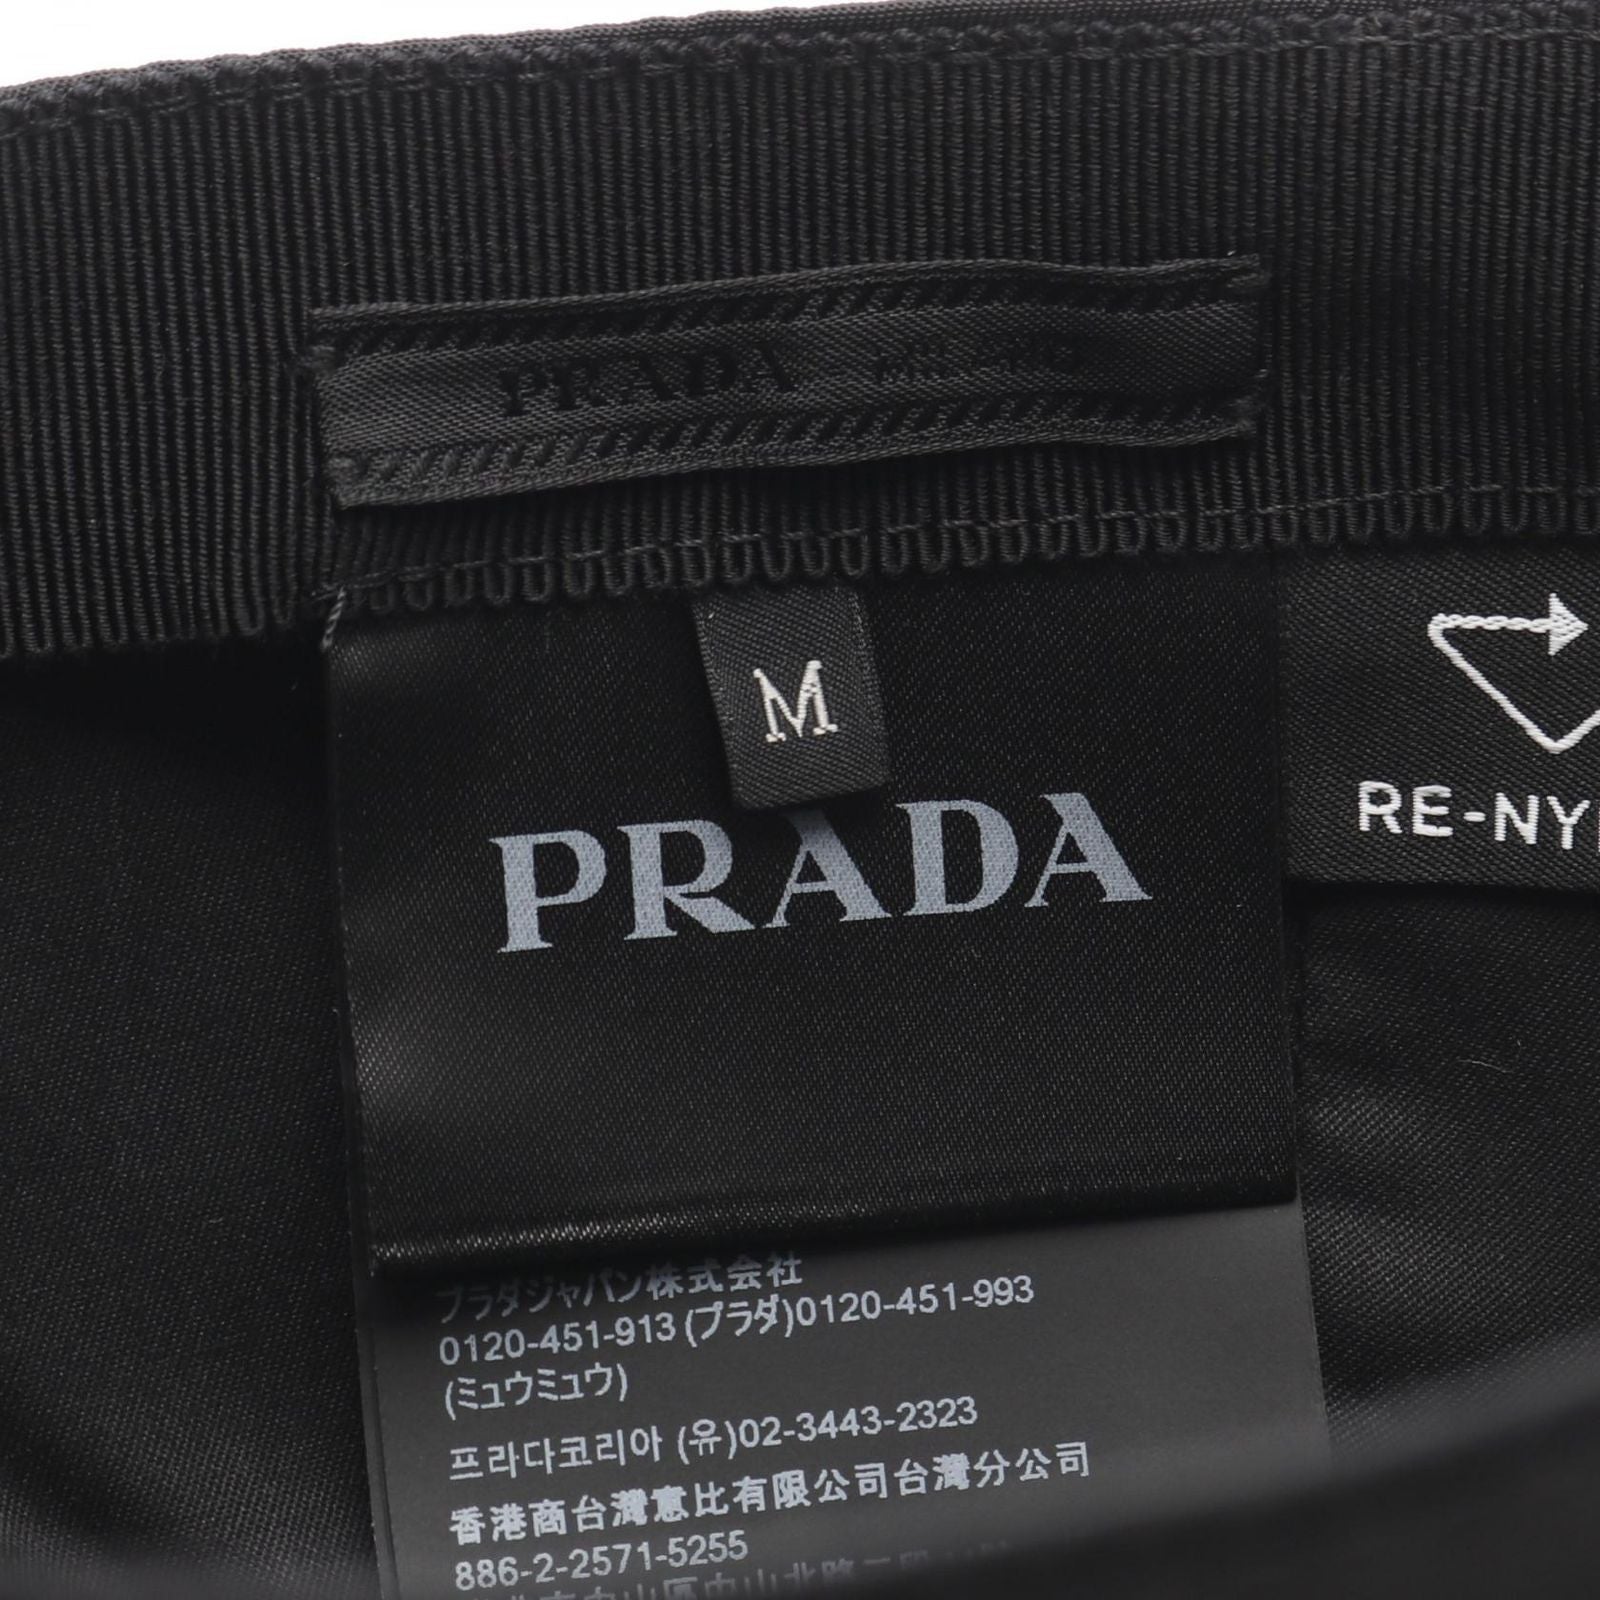 PRADA MILANO
M
PRADA
RE-NY
プラダジャパン株式会社
0120-451-913 (プラダ)0120-451-993
(ミュウミュウ)
프라다코리아 (유)02-3443-2323
香港商台灣惠比有限公司台灣分公司
886-2-2571-5255